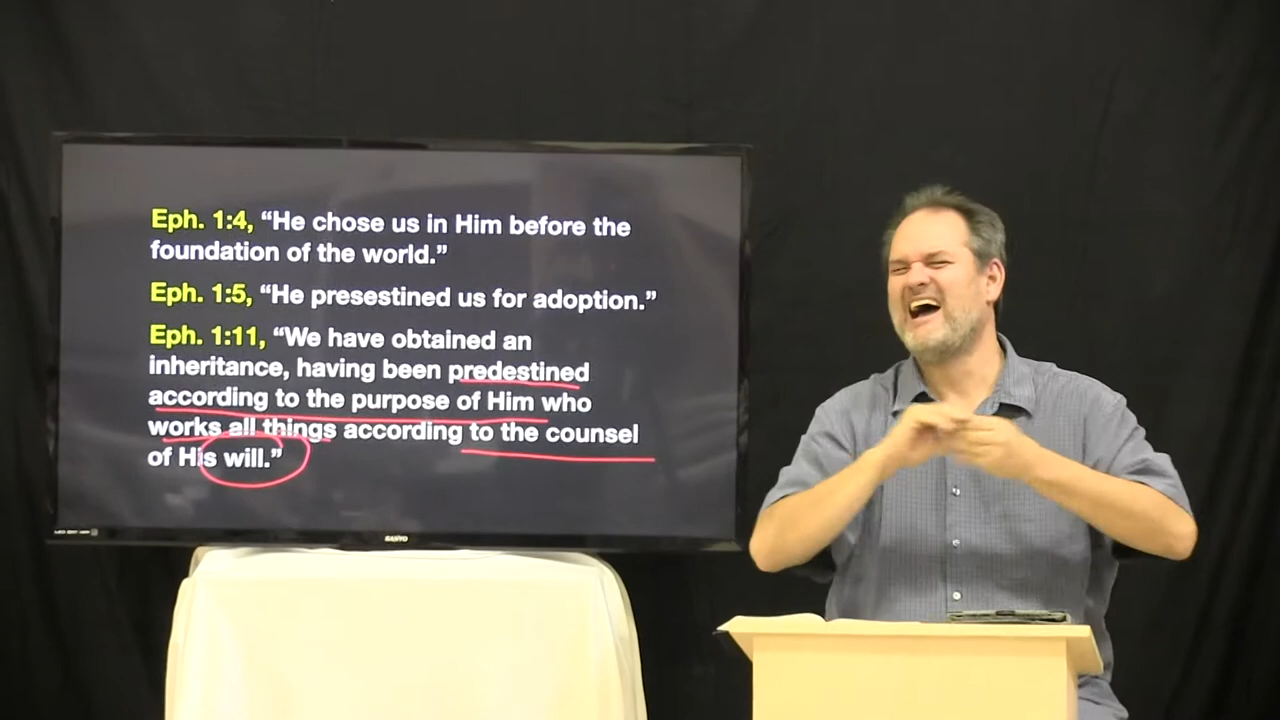 Eph. 1:4, “He chose us in Him before the
foundation of the world.”
Eph. 1:5, “He presestined us for adoption.”
Eph. 1:11, “We have obtained an
inheritance, having been predestined
according to the purpose of Him who
works all things according to the counsel
of His will.”
SANYO